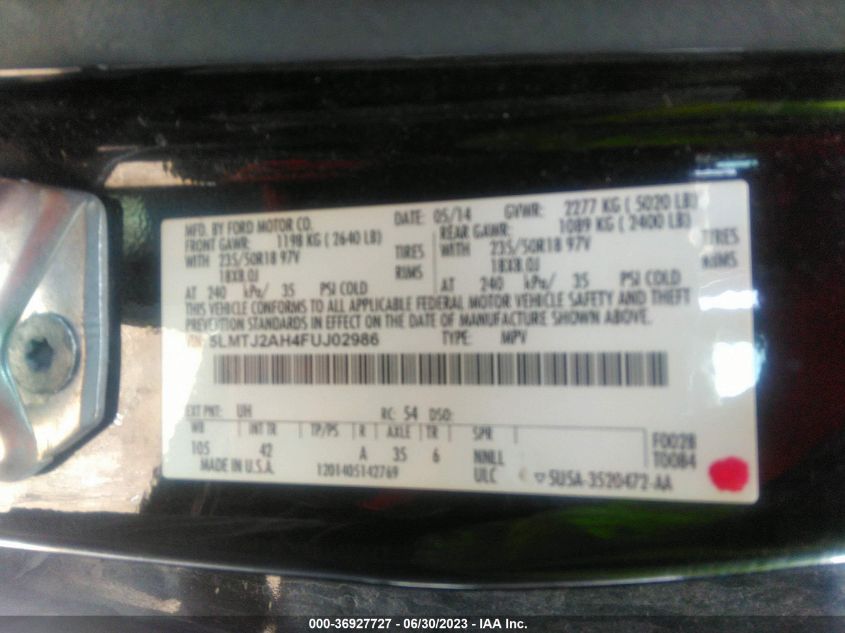 MFD. BY FORD MOTOR CO. DATE: 05/14 GVWR: 2277 KG ( 5020 LB)
FRONT GAWR: 1198 KG ( 2640 LB) REAR GAWR: 1089 KG ( 2400 LB)
WITH 235/50R18 97V TIRES WITH 235/50R18 97V TIRES
18X8.0J RIMS 18X8.0J RIMS
AT 240 kPa/ 35 PSI COLD AT 240 kPa/ 35 PSI COLD
THIS VEHICLE CONFORMS TO ALL APPLICABLE FEDERAL MOTOR VEHICLE SAFETY AND THEFT
PREVENTION STANDARDS IN EFFECT ON THE DATE OF MANUFACTURE SHOWN ABOVE.
VIN: 5LMTJ2AH4FUJ02986 TYPE: MPV
EXT PNT: UH RC: 54 DSO:
WB INT TR TP/PS R AXLE TR SPR F0028
105 42 A 35 6 NNLL T0084
MADE IN U.S.A. 1201405142769 ULC ▽5U5A-3520472-AA
000-36927727 - 06/30/2023 - IAA Inc.